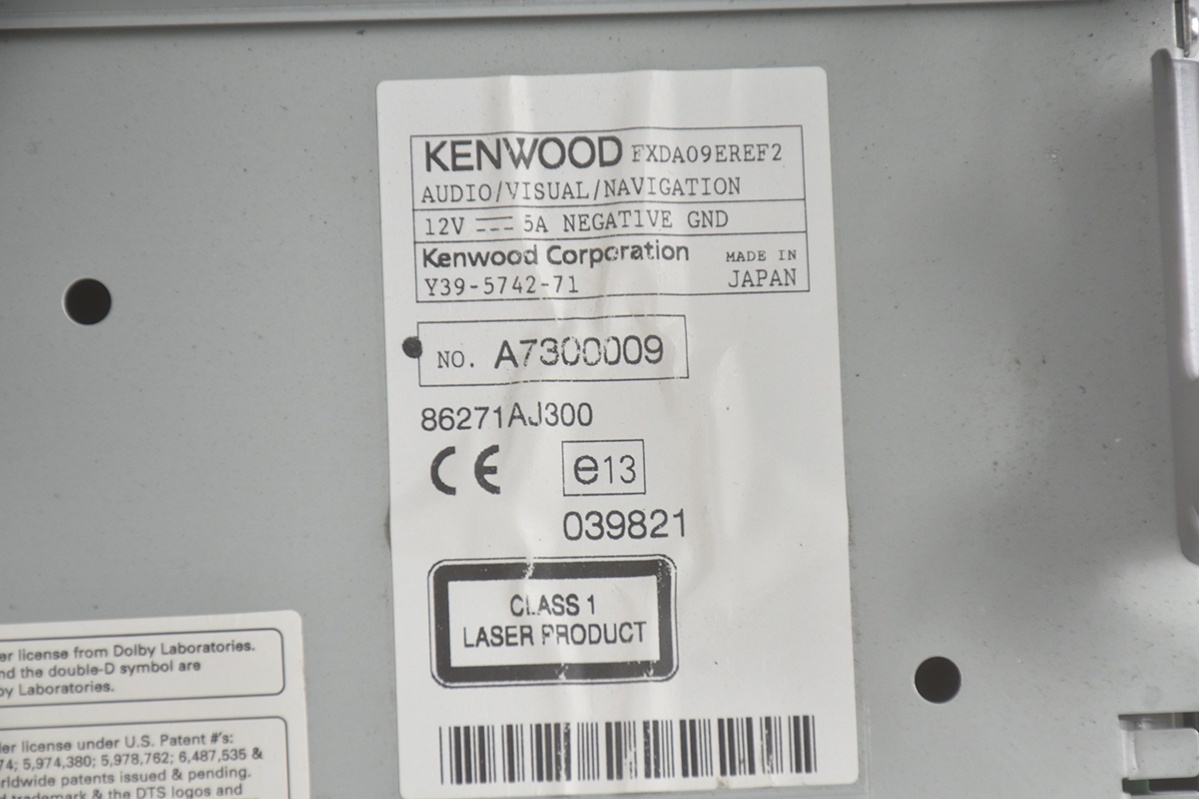 KENWOOD FXDA09EREF2
AUDIO/VISUAL/NAVIGATION
12V 5A NEGATIVE GND
Kenwood Corporation MADE IN
Y39-5742-71 JAPAN
NO. A7300009
86271AJ300
CE e13
039821
CLASS 1
LASER PRODUCT
er license from Dolby Laboratories.
nd the double-D symbol are
by Laboratories.
der license under U.S. Patent #'s:
74; 5,974,380; 5,978,762; 6,487,535 &
rldwide patents issued & pending.
trademark & the DTS logos and